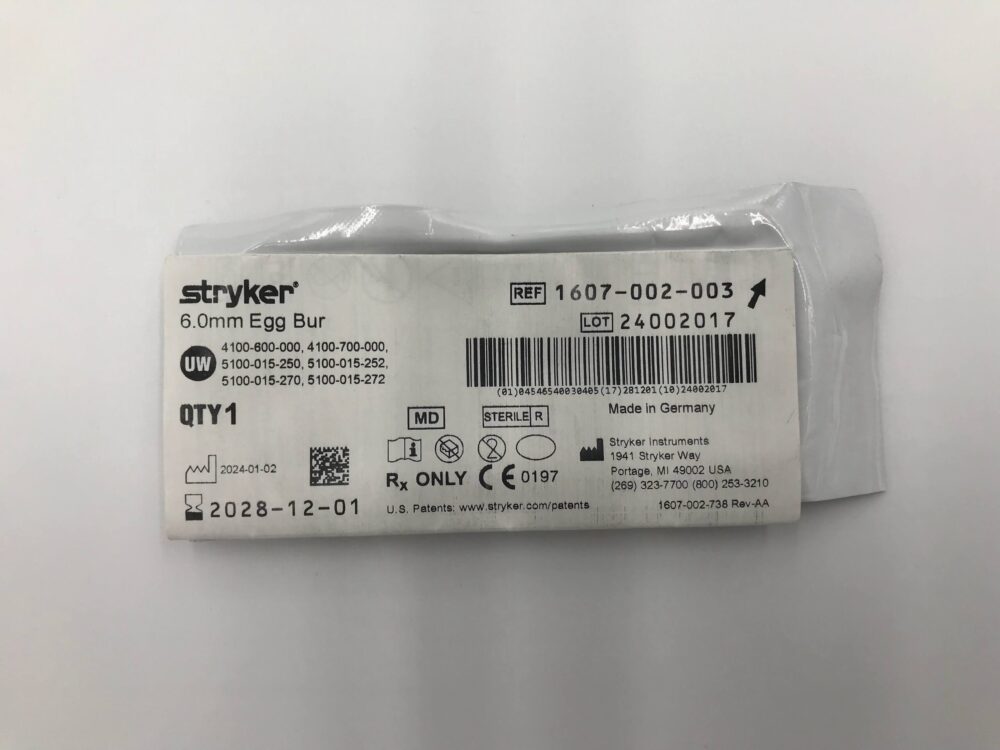 stryker®
6.0mm Egg Bur
UW
4100-600-000, 4100-700-000,
5100-015-250, 5100-015-252,
5100-015-270, 5100-015-272
QTY 1
2024-01-02
2028-12-01
REF 1607-002-003
LOT 24002017
(01)04546540030405(17)281201(10)24002017
MD
STERILE R
Made in Germany
i
2
Rx ONLY CE 0197
Stryker Instruments
1941 Stryker Way
Portage, MI 49002 USA
(269) 323-7700 (800) 253-3210
U.S. Patents: www.stryker.com/patents
1607-002-738 Rev-AA